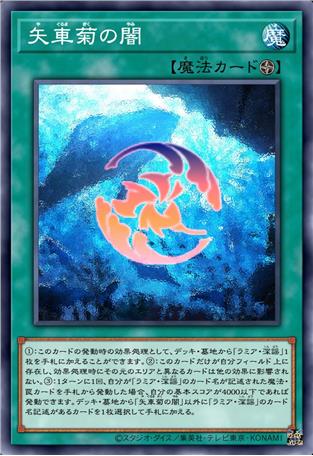 矢車菊の闇
魔
【魔法カード】
①:このカードの発動時の効果処理として、デッキ・墓地から「ラミア・深謡」1
枚を手札に加えることができます。②:このカードだけが自分フィールド上に
存在し、効果切れ時にその元のエリアと異なるカードは他の効果に影響され
ない。③:1ターンに1回、自分が「ラミア・深謡」のカード名が記述された魔法・
罠カードを手札から発動した場合で、自分の基本スコアが4000以下であれば
発動できます。デッキ・墓地から「矢車菊の闇」以外に「ラミア・深謡」のカード
名記述があるカードを1枚選択して手札に加える。
©スタジオ・ダイス/集英社・テレビ東京・KONAMI